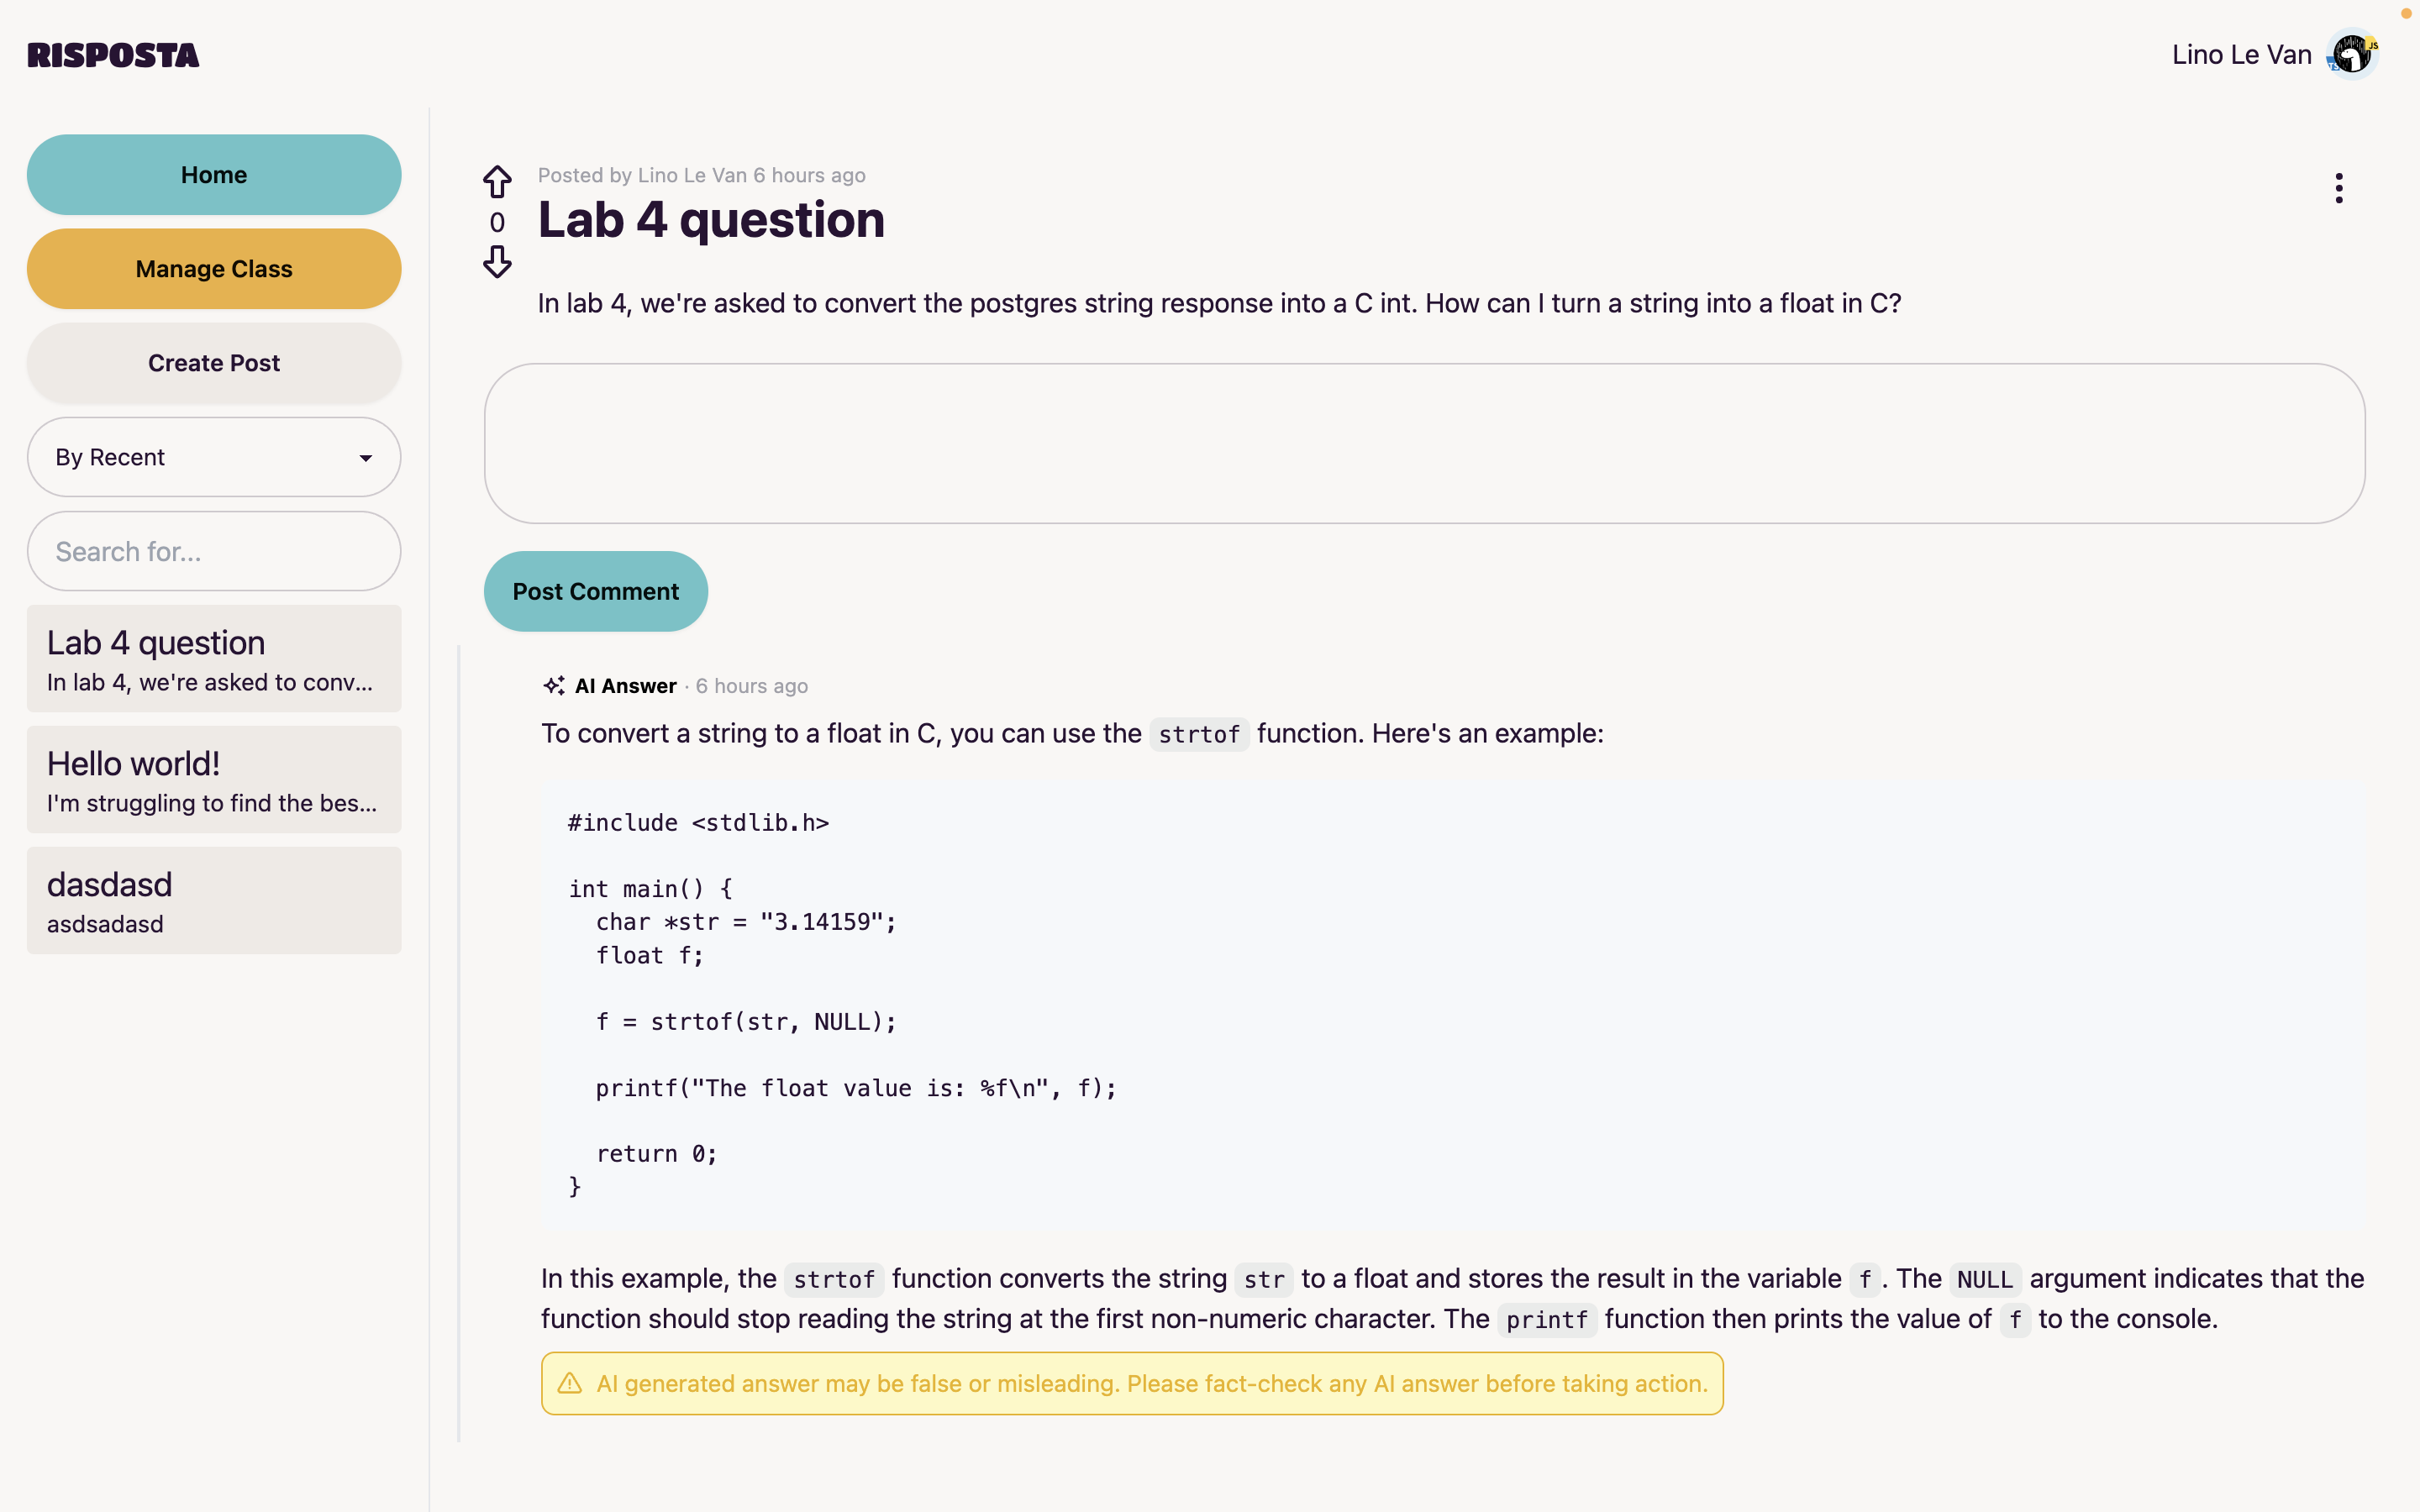 RISPOSTA
Lino Le Van
JS
TS
Home
Manage Class
Create Post
By Recent
Search for...
Lab 4 question
In lab 4, we're asked to conv...
Hello world!
I'm struggling to find the bes...
dasdasd
asdsadasd
Posted by Lino Le Van 6 hours ago
0
Lab 4 question
In lab 4, we're asked to convert the postgres string response into a C int. How can I turn a string into a float in C?
Post Comment
AI Answer · 6 hours ago
To convert a string to a float in C, you can use the strtof function. Here's an example:
#include <stdlib.h>
int main() {
  char *str = "3.14159";
  float f;
  f = strtof(str, NULL);
  printf("The float value is: %f\n", f);
  return 0;
}
In this example, the strtof function converts the string str to a float and stores the result in the variable f. The NULL argument indicates that the
function should stop reading the string at the first non-numeric character. The printf function then prints the value of f to the console.
AI generated answer may be false or misleading. Please fact-check any AI answer before taking action.